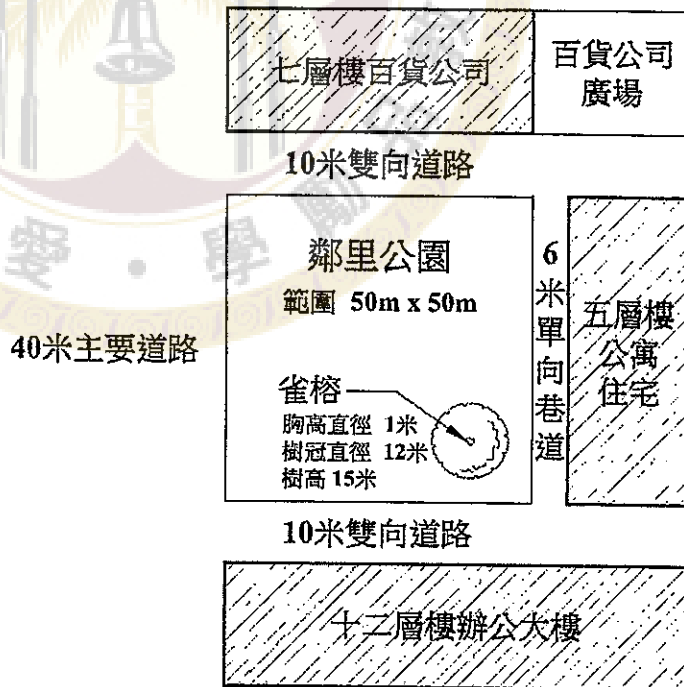 七層樓百貨公司
百貨公司
廣場
10米雙向道路
鄰里公園
範圍 50m x 50m
6米單向巷道
五層樓
公寓
住宅
40米主要道路
雀榕
胸高直徑 1米
樹冠直徑 12米
樹高 15米
10米雙向道路
十二層樓辦公大樓
愛 · 學 勵